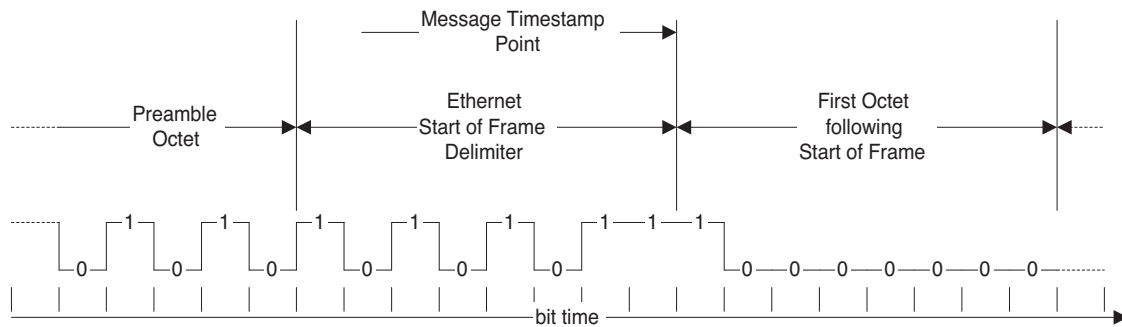 Message Timestamp
Point
Preamble
Octet
Ethernet
Start of Frame
Delimiter
First Octet
following
Start of Frame
1 1 1 1 1 1 1 1
0 0 0 0 0 0 0 0 0 0 0 0 0
bit time